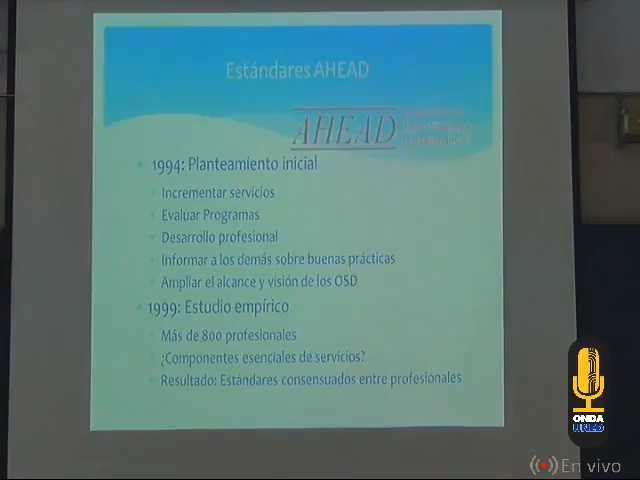 Estándares AHEAD
AHEAD
1994: Planteamiento inicial
Incrementar servicios
Evaluar Programas
Desarrollo profesional
Informar a los demás sobre buenas prácticas
Ampliar el alcance y visión de los OSD
1999: Estudio empírico
Más de 800 profesionales
¿Componentes esenciales de servicios?
Resultado: Estándares consensuados entre profesionales
ONDA
UNED
En vivo